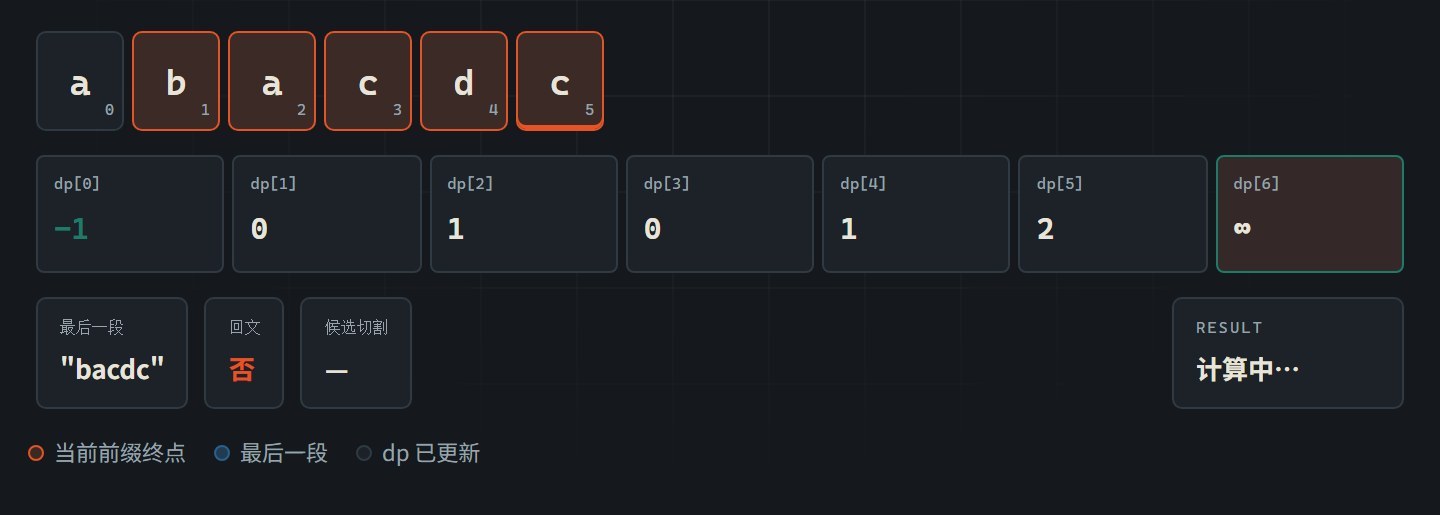 a b a c d c
0 1 2 3 4 5
dp[0] dp[1] dp[2] dp[3] dp[4] dp[5] dp[6]
−1 0 1 0 1 2 ∞
最后一段 回文 候选切割 RESULT
"bacdc" 否 — 计算中…
当前前缀终点 最后一段 dp 已更新